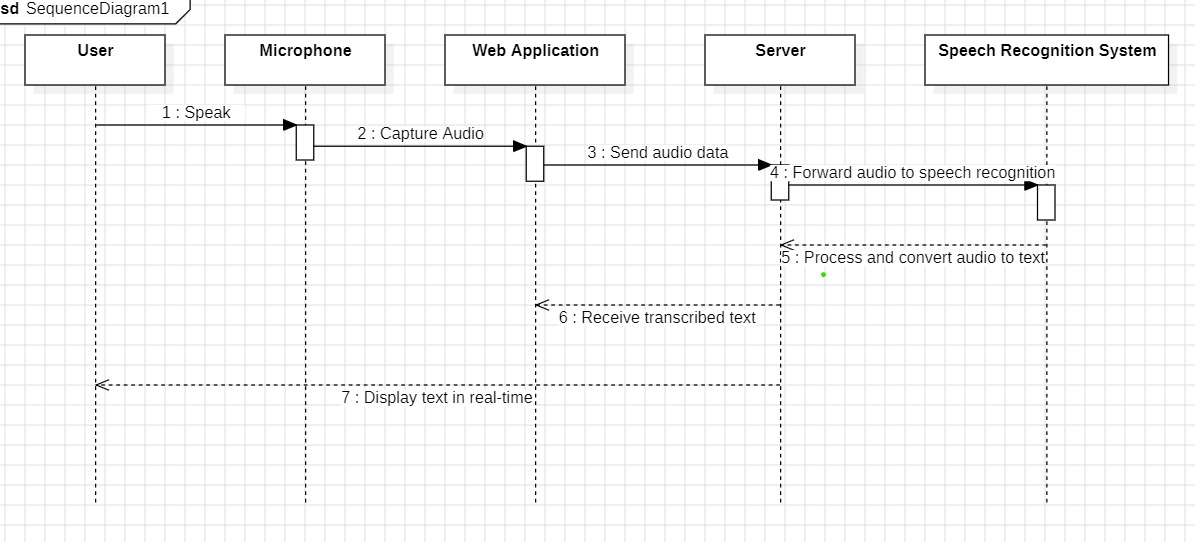 sd SequenceDiagram1
User
Microphone
Web Application
Server
Speech Recognition System
1 : Speak
2 : Capture Audio
3 : Send audio data
4 : Forward audio to speech recognition
5 : Process and convert audio to text
6 : Receive transcribed text
7 : Display text in real-time